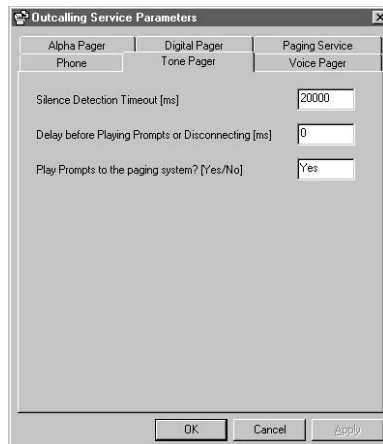 Outcalling Service Parameters
Alpha Pager Digital Pager Paging Service
Phone Tone Pager Voice Pager
Silence Detection Timeout [ms] 20000
Delay before Playing Prompts or Disconnecting [ms] 0
Play Prompts to the paging system? [Yes/No] Yes
OK Cancel Apply